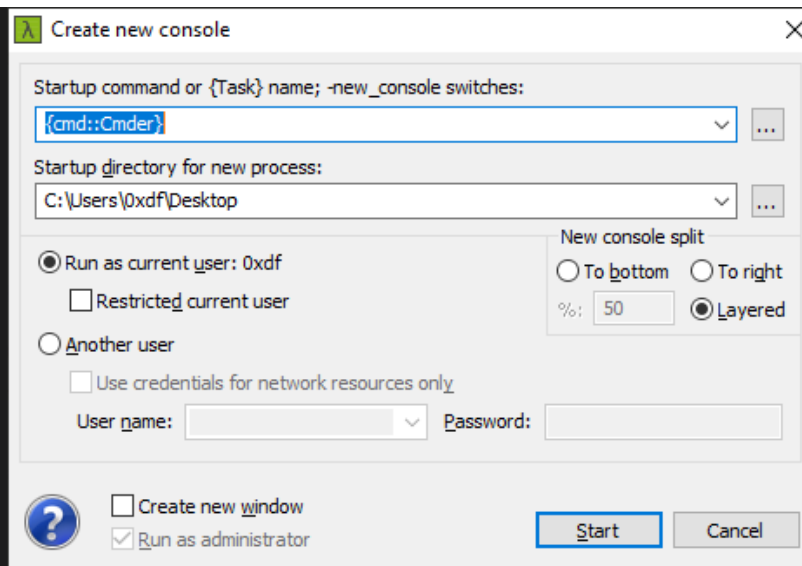 Create new console
Startup command or {Task} name; -new_console switches:
{cmd::Cmder}
...
Startup directory for new process:
C:\Users\0xdf\Desktop
...
New console split
Run as current user: 0xdf
To bottom
To right
Restricted current user
%: 50
Layered
Another user
Use credentials for network resources only
User name:
Password:
Create new window
Run as administrator
Start
Cancel